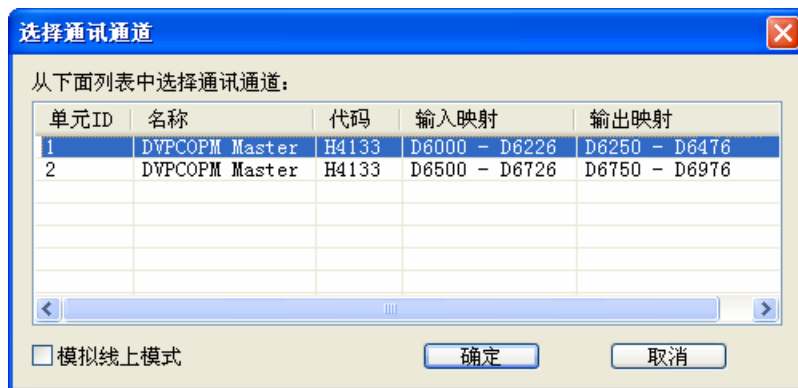 选择通讯通道
从下面列表中选择通讯通道:
单元ID 名称 代码 输入映射 输出映射
1 DVPCOPM Master H4133 D6000 - D6226 D6250 - D6476
2 DVPCOPM Master H4133 D6500 - D6726 D6750 - D6976
模拟线上模式 确定 取消